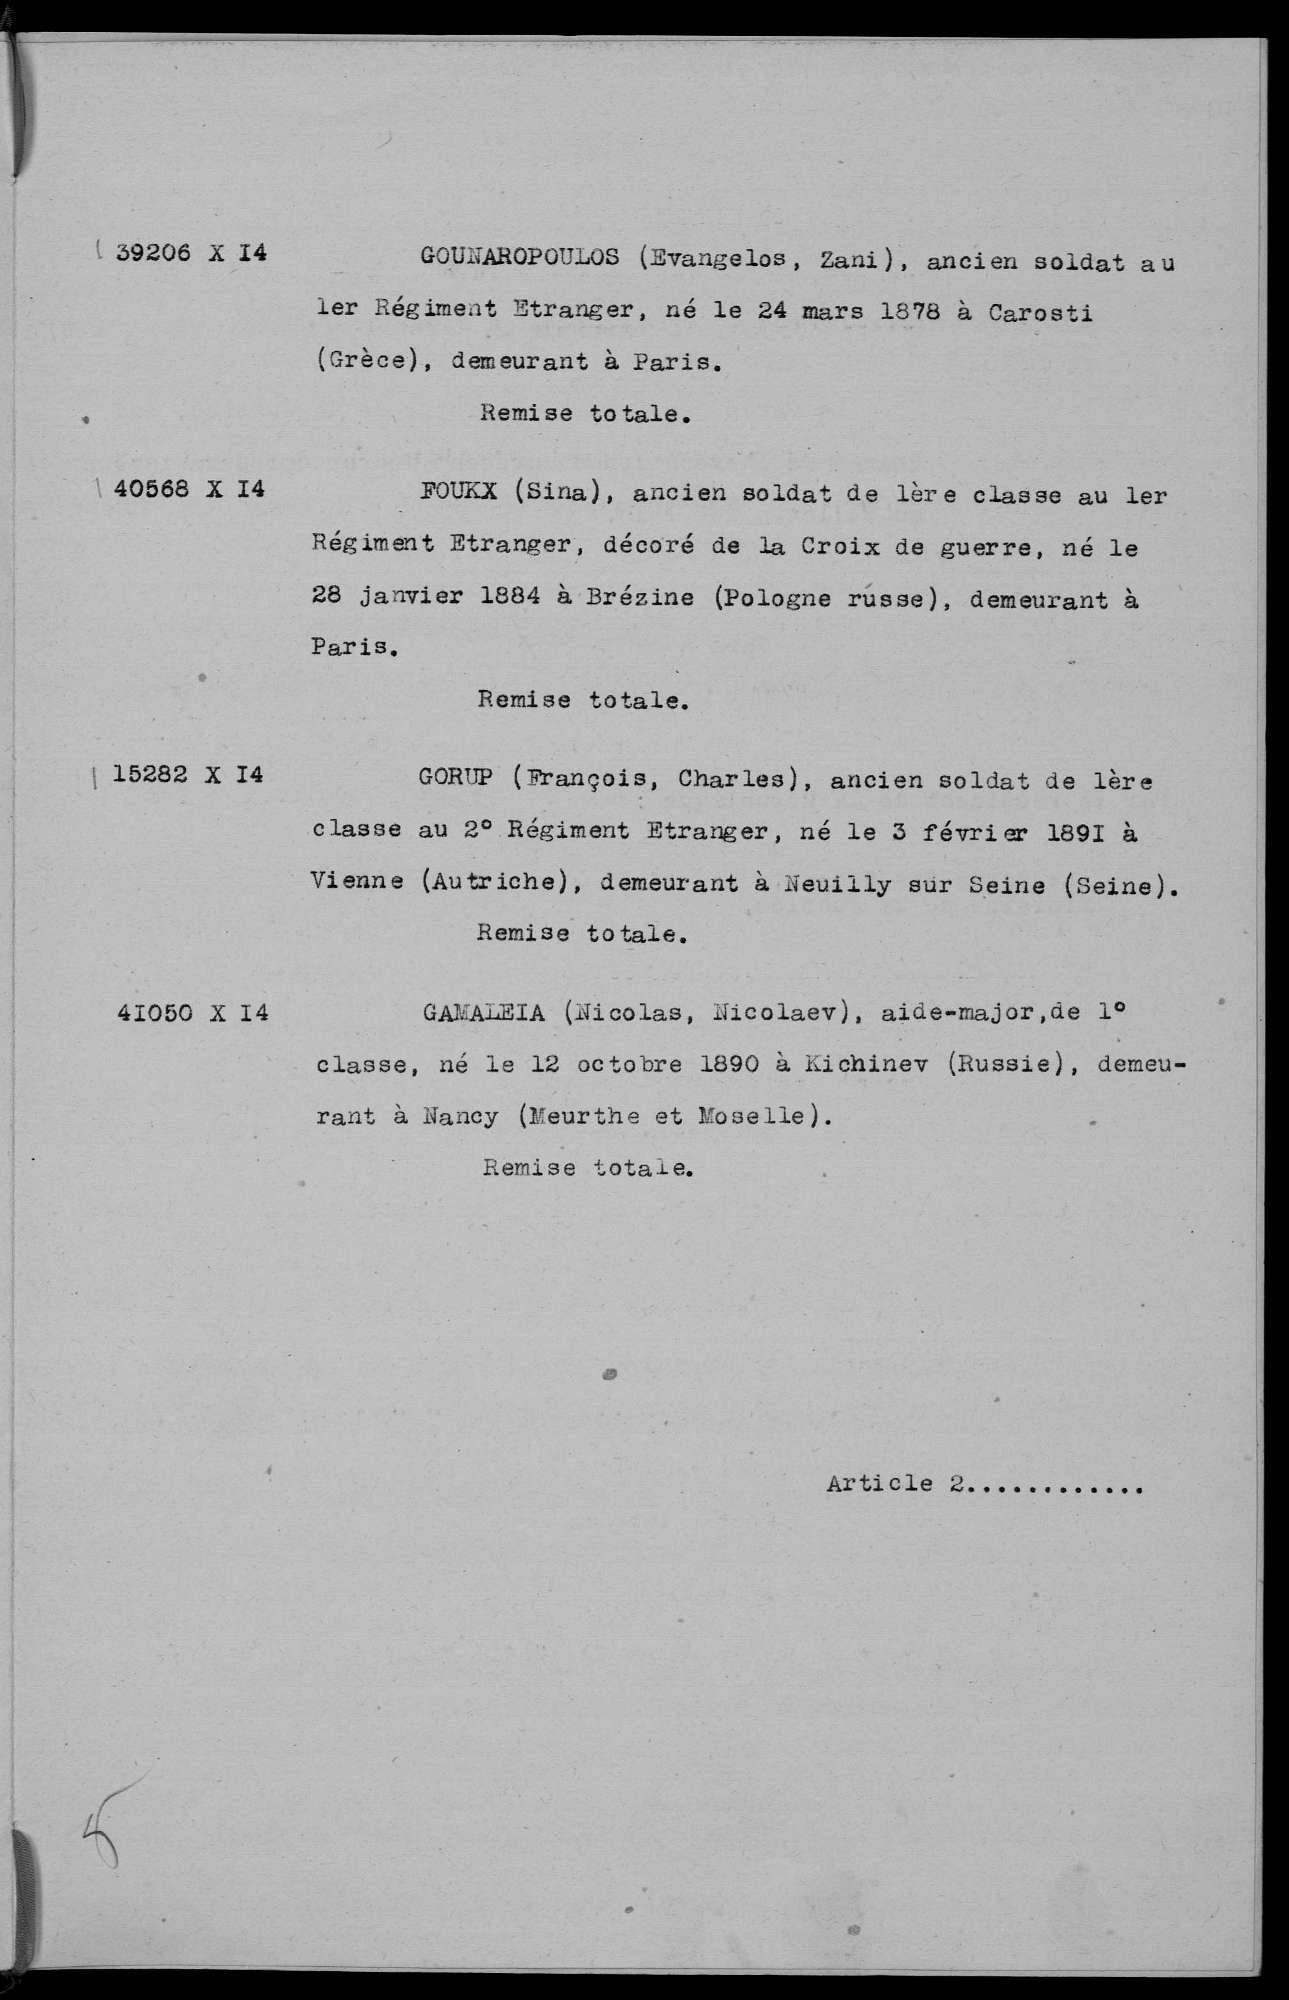 39206 X I4 GOUNAROPOULOS (Evangelos, Zani), ancien soldat au
1er Régiment Etranger, né le 24 mars 1878 à Carosti
(Grèce), demeurant à Paris.
Remise totale.
40568 X I4 FOUKX (Sina), ancien soldat de 1ère classe au 1er
Régiment Etranger, décoré de la Croix de guerre, né le
28 janvier 1884 à Brézine (Pologne russe), demeurant à
Paris.
Remise totale.
15282 X I4 GORUP (François, Charles), ancien soldat de 1ère
classe au 2° Régiment Etranger, né le 3 février 189I à
Vienne (Autriche), demeurant à Neuilly sur Seine (Seine).
Remise totale.
4I050 X I4 GAMALEIA (Nicolas, Nicolaev), aide-major,de 1°
classe, né le 12 octobre 1890 à Kichinev (Russie), demeu-
rant à Nancy (Meurthe et Moselle).
Remise totale.
Article 2.............